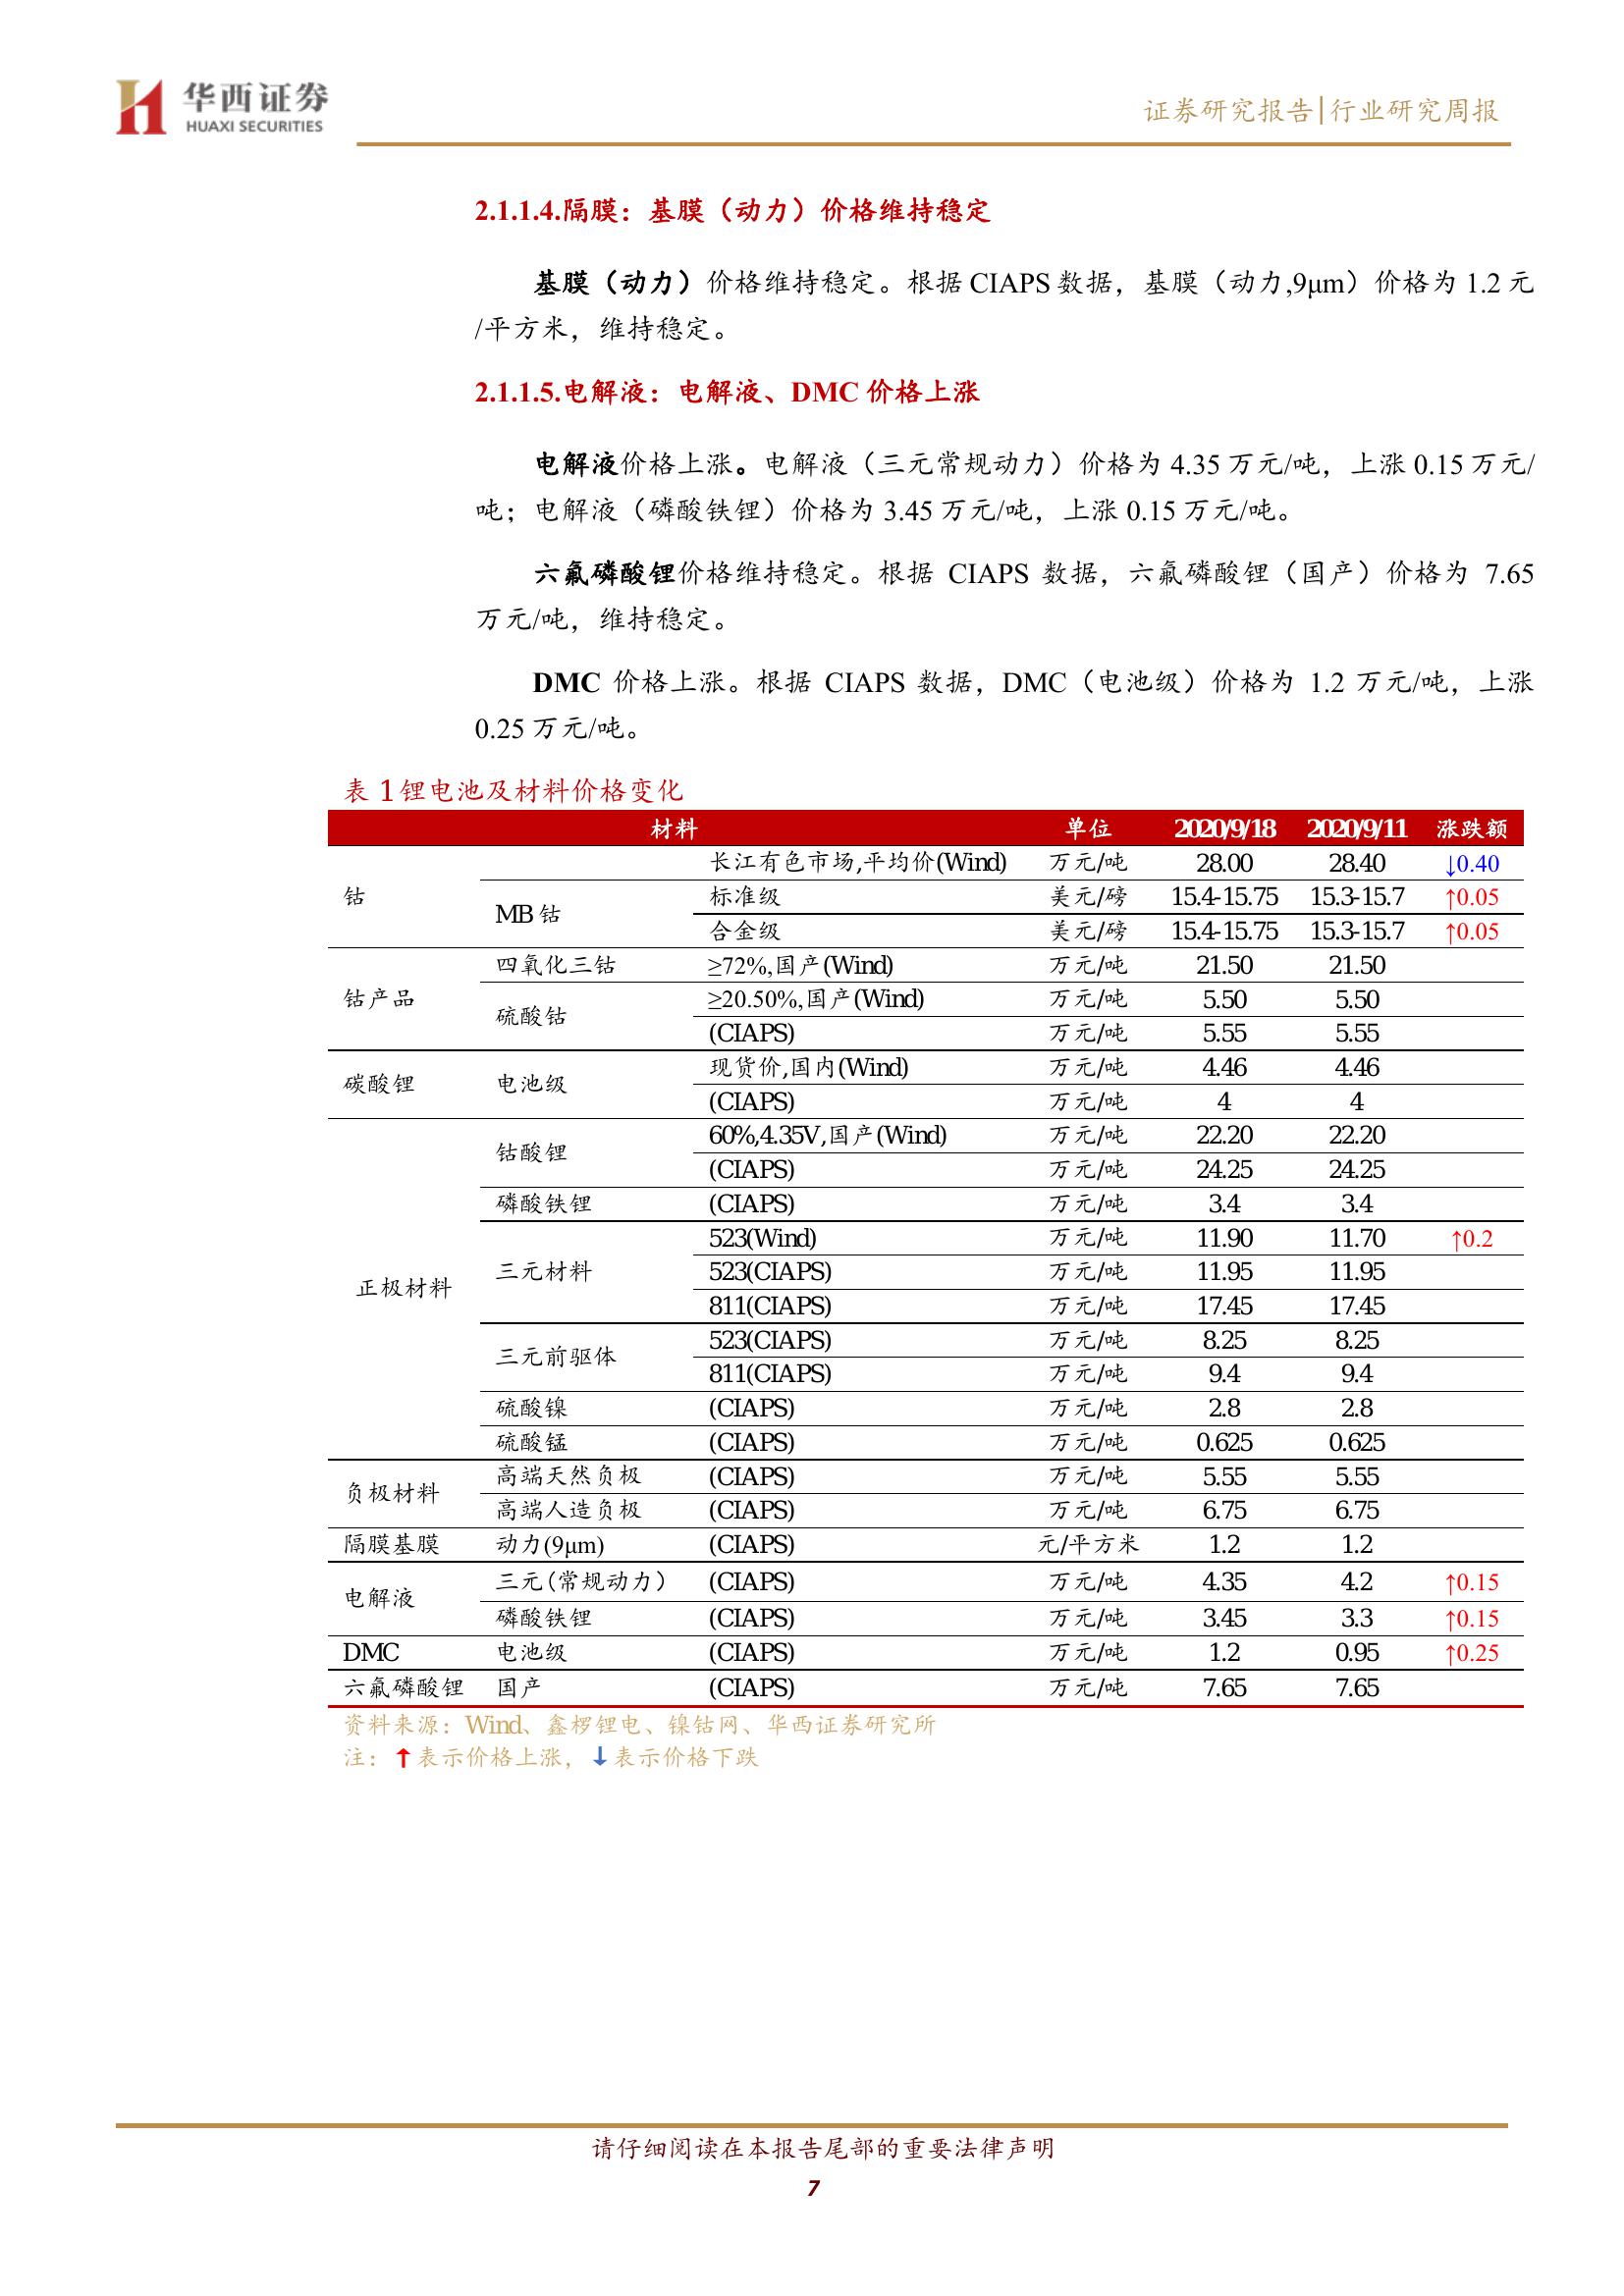 华西证券
HUAXI SECURITIES
证券研究报告|行业研究周报
2.1.1.4.隔膜：基膜（动力）价格维持稳定
基膜（动力）价格维持稳定。根据 CIAPS 数据，基膜（动力,9μm）价格为 1.2 元
/平方米，维持稳定。
2.1.1.5.电解液：电解液、DMC 价格上涨
电解液价格上涨。电解液（三元常规动力）价格为 4.35 万元/吨，上涨 0.15 万元/
吨；电解液（磷酸铁锂）价格为 3.45 万元/吨，上涨 0.15 万元/吨。
六氟磷酸锂价格维持稳定。根据 CIAPS 数据，六氟磷酸锂（国产）价格为 7.65
万元/吨，维持稳定。
DMC 价格上涨。根据 CIAPS 数据，DMC（电池级）价格为 1.2 万元/吨，上涨
0.25 万元/吨。
表 1 锂电池及材料价格变化
材料 单位 2020/9/18 2020/9/11 涨跌额
钴 长江有色市场,平均价(Wind) 万元/吨 28.00 28.40 ↓0.40
MB 钴 标准级 美元/磅 15.4-15.75 15.3-15.7 ↑0.05
合金级 美元/磅 15.4-15.75 15.3-15.7 ↑0.05
钴产品 四氧化三钴 ≥72%,国产(Wind) 万元/吨 21.50 21.50
硫酸钴 ≥20.50%,国产(Wind) 万元/吨 5.50 5.50
(CIAPS) 万元/吨 5.55 5.55
碳酸锂 电池级 现货价,国内(Wind) 万元/吨 4.46 4.46
(CIAPS) 万元/吨 4 4
正极材料 钴酸锂 60%,4.35V,国产(Wind) 万元/吨 22.20 22.20
(CIAPS) 万元/吨 24.25 24.25
磷酸铁锂 (CIAPS) 万元/吨 3.4 3.4
三元材料 523(Wind) 万元/吨 11.90 11.70 ↑0.2
523(CIAPS) 万元/吨 11.95 11.95
811(CIAPS) 万元/吨 17.45 17.45
三元前驱体 523(CIAPS) 万元/吨 8.25 8.25
811(CIAPS) 万元/吨 9.4 9.4
硫酸镍 (CIAPS) 万元/吨 2.8 2.8
硫酸锰 (CIAPS) 万元/吨 0.625 0.625
负极材料 高端天然负极 (CIAPS) 万元/吨 5.55 5.55
高端人造负极 (CIAPS) 万元/吨 6.75 6.75
隔膜基膜 动力(9μm) (CIAPS) 元/平方米 1.2 1.2
电解液 三元（常规动力） (CIAPS) 万元/吨 4.35 4.2 ↑0.15
磷酸铁锂 (CIAPS) 万元/吨 3.45 3.3 ↑0.15
DMC 电池级 (CIAPS) 万元/吨 1.2 0.95 ↑0.25
六氟磷酸锂 国产 (CIAPS) 万元/吨 7.65 7.65
资料来源：Wind、鑫椤锂电、镍钴网、华西证券研究所
注：↑表示价格上涨，↓表示价格下跌
请仔细阅读在本报告尾部的重要法律声明
7